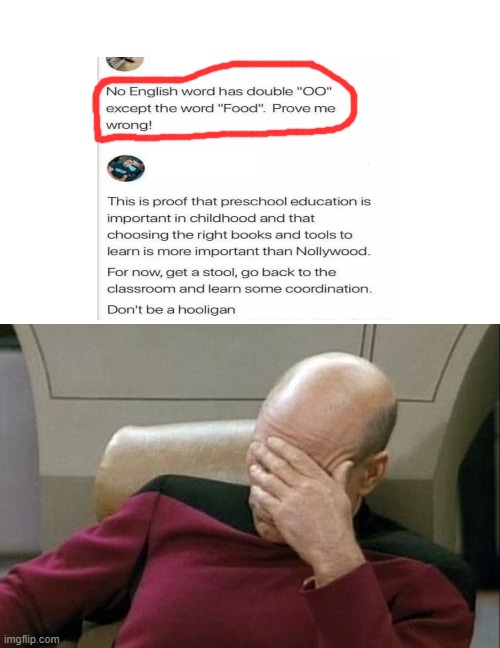 No English word has double "OO"
except the word "Food". Prove me
wrong!
This is proof that preschool education is
important in childhood and that
choosing the right books and tools to
learn is more important than Nollywood.
For now, get a stool, go back to the
classroom and learn some coordination.
Don't be a hooligan
imgflip.com